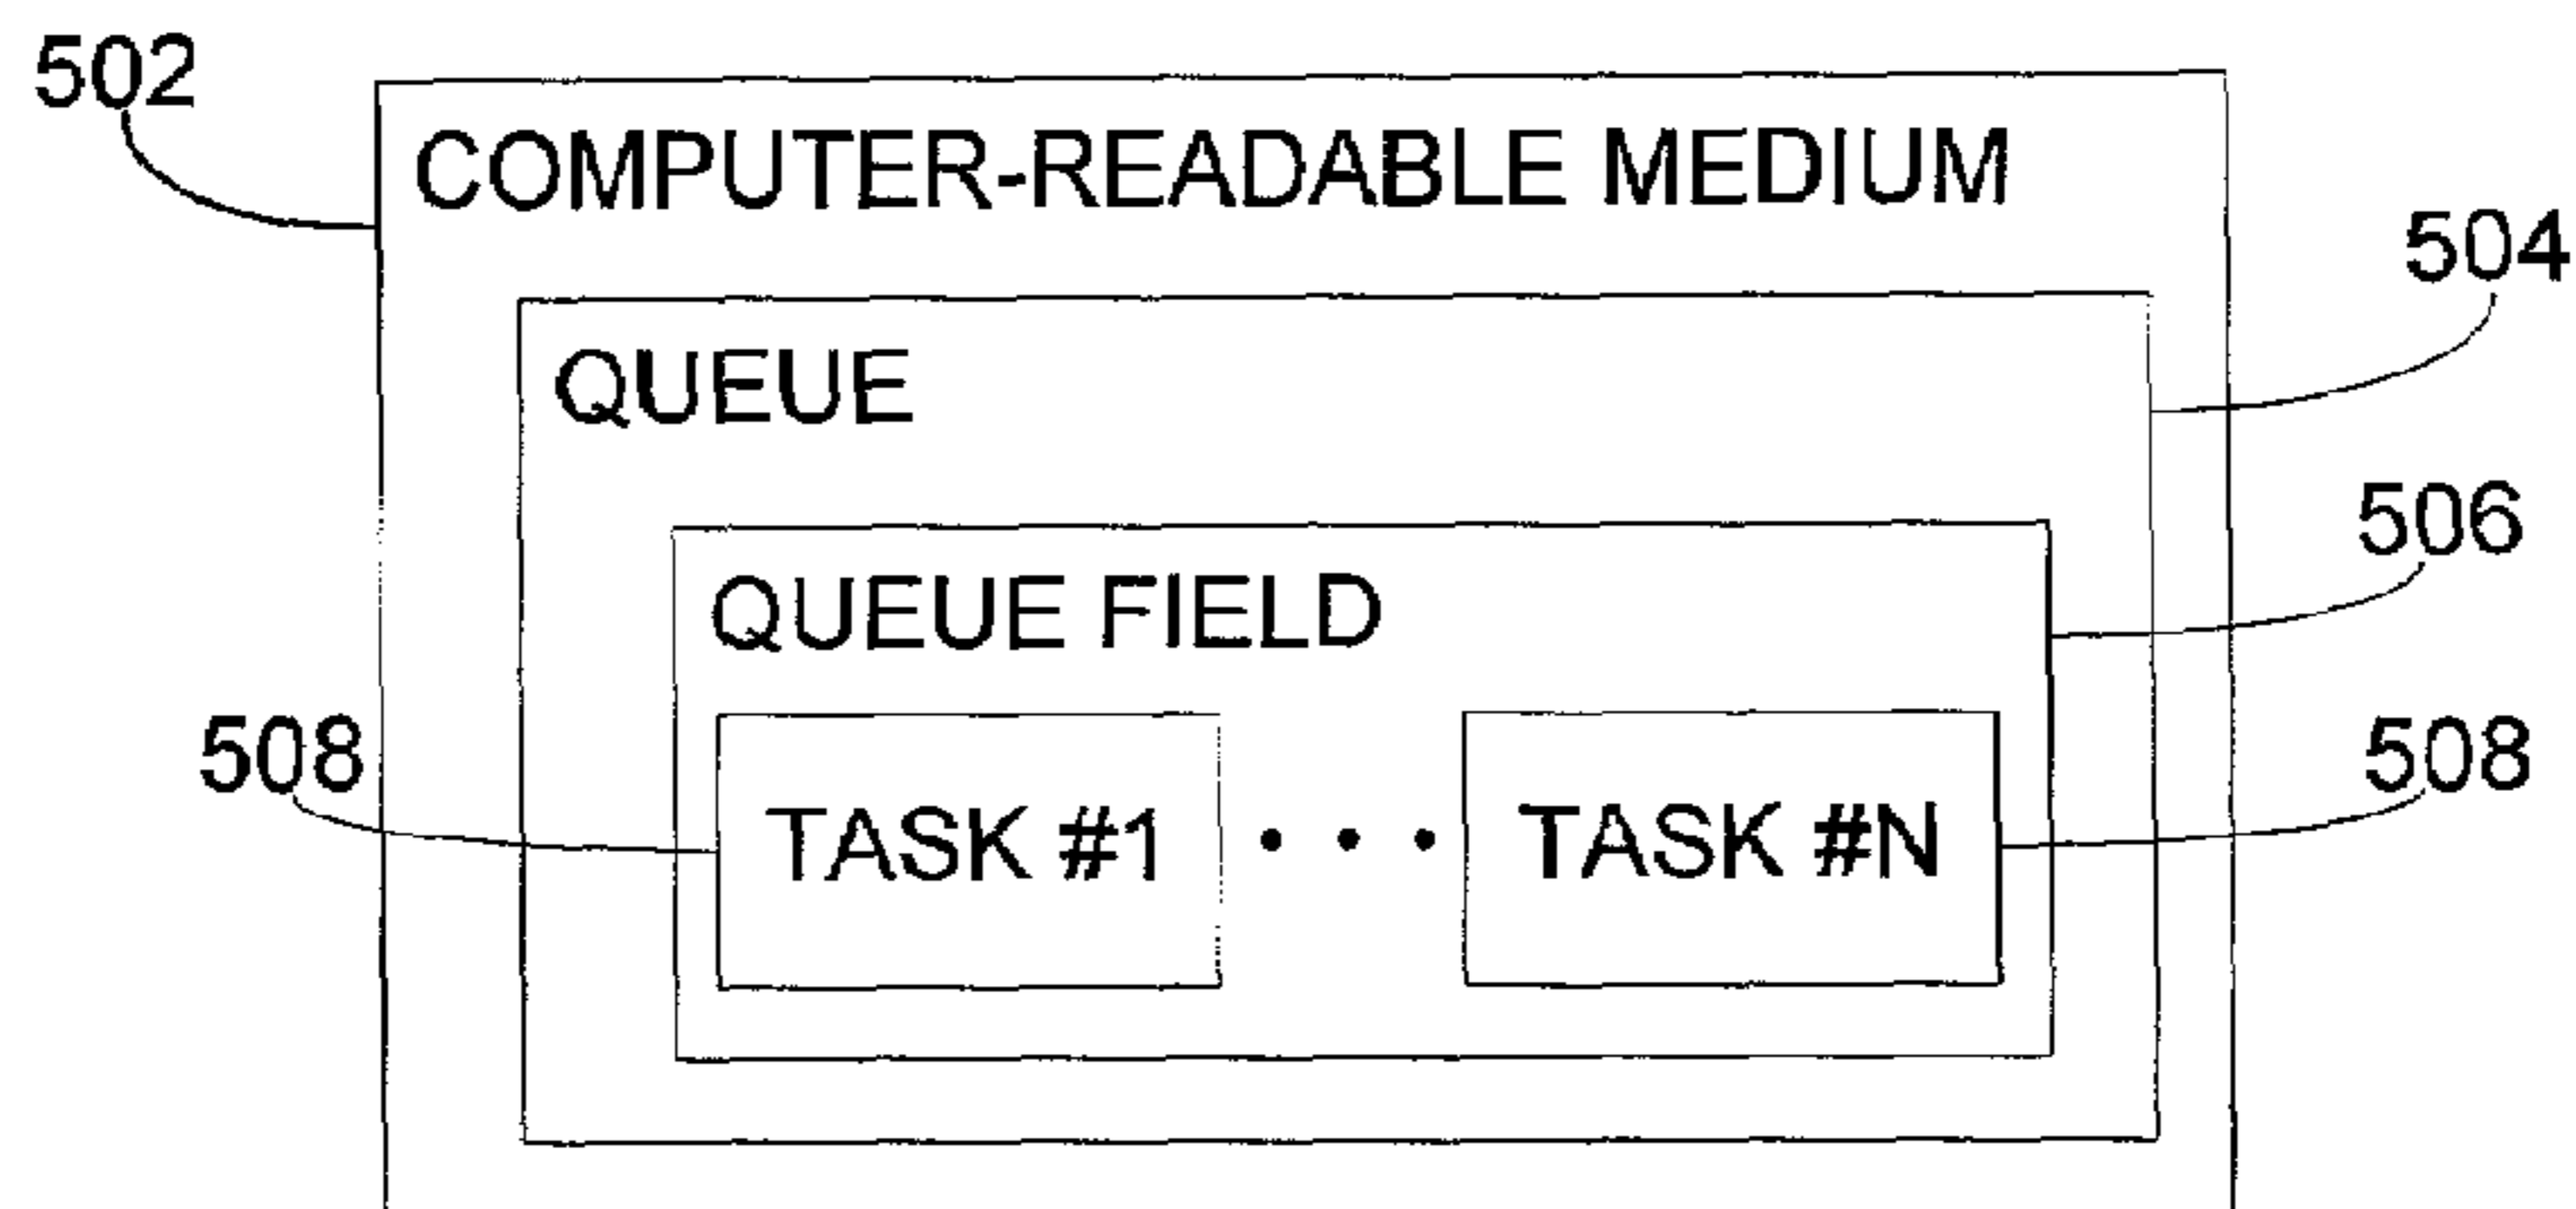 502
COMPUTER-READABLE MEDIUM
504
QUEUE
506
QUEUE FIELD
508
TASK #1 • • • TASK #N
508